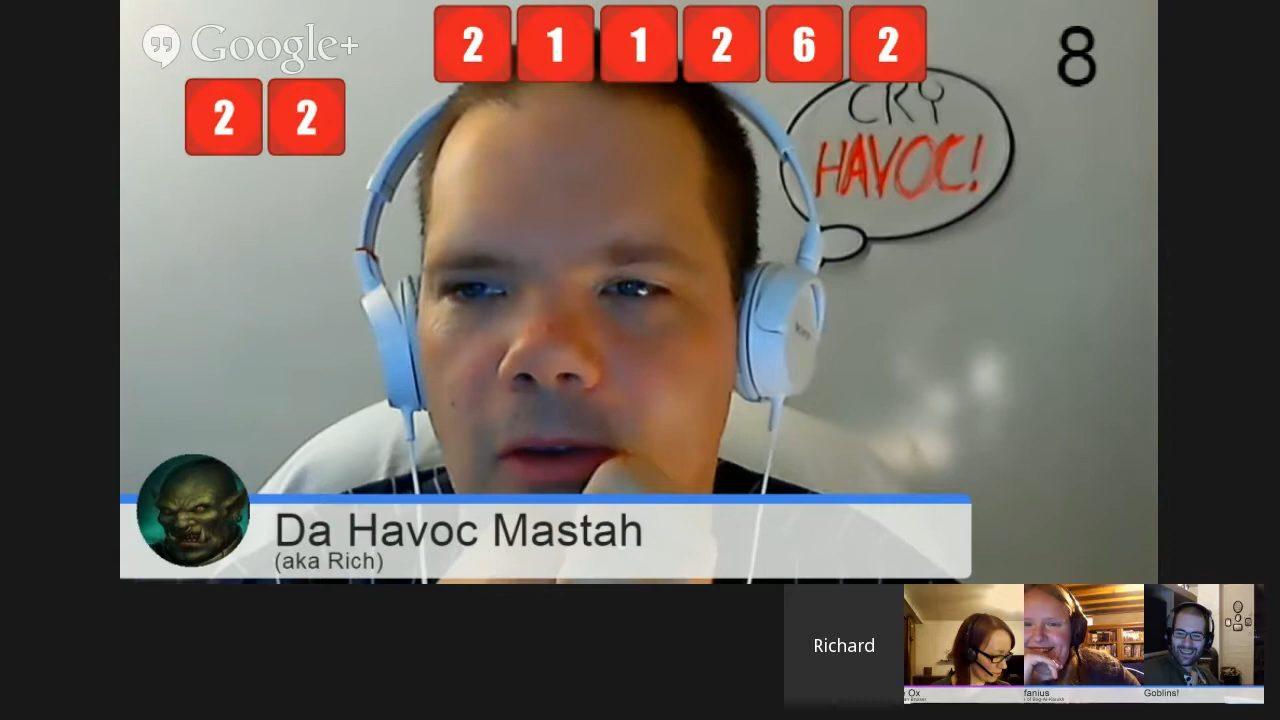 Google+
2 1 1 2 6 2
8
2 2
CRY
HAVOC!
Da Havoc Mastah
(aka Rich)
Richard
Ox
fanius
Goblins!